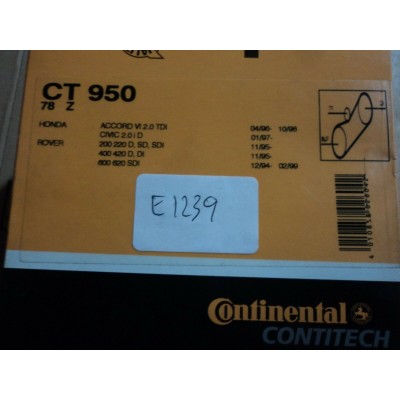 CT 950
78 Z
HONDA ACCORD VI 2.0 TDI 04/96- 10/98
CIVIC 2.0 i D 01/97-
ROVER 200 220 D, SD, SDI 11/95-
400 420 D, DI 11/95-
600 620 SDI 12/94- 02/99
E1239
Continental
CONTITECH